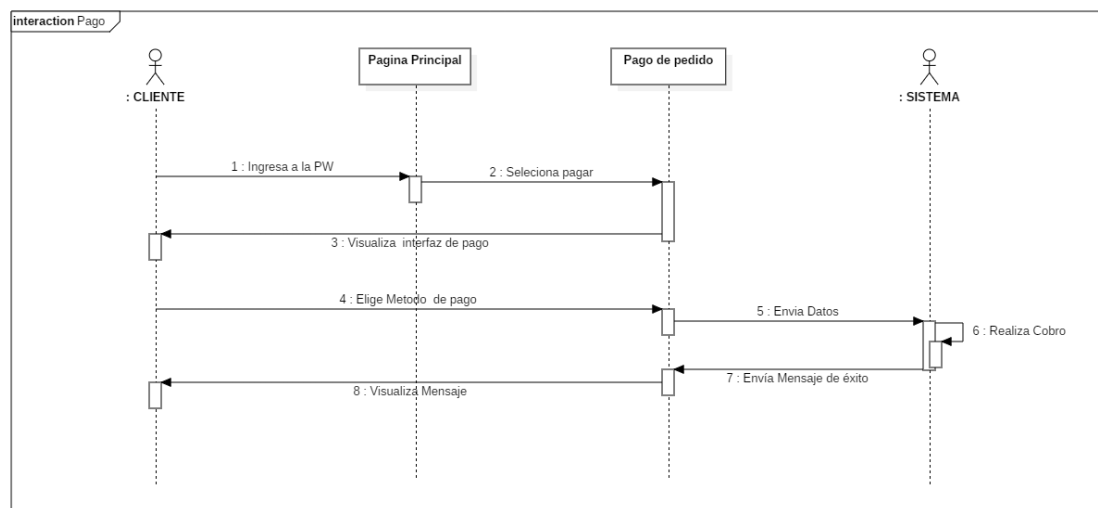 interaction Pago
: CLIENTE
Pagina Principal
Pago de pedido
: SISTEMA
1 : Ingresa a la PW
2 : Seleciona pagar
3 : Visualiza interfaz de pago
4 : Elige Metodo de pago
5 : Envia Datos
6 : Realiza Cobro
7 : Envía Mensaje de éxito
8 : Visualiza Mensaje